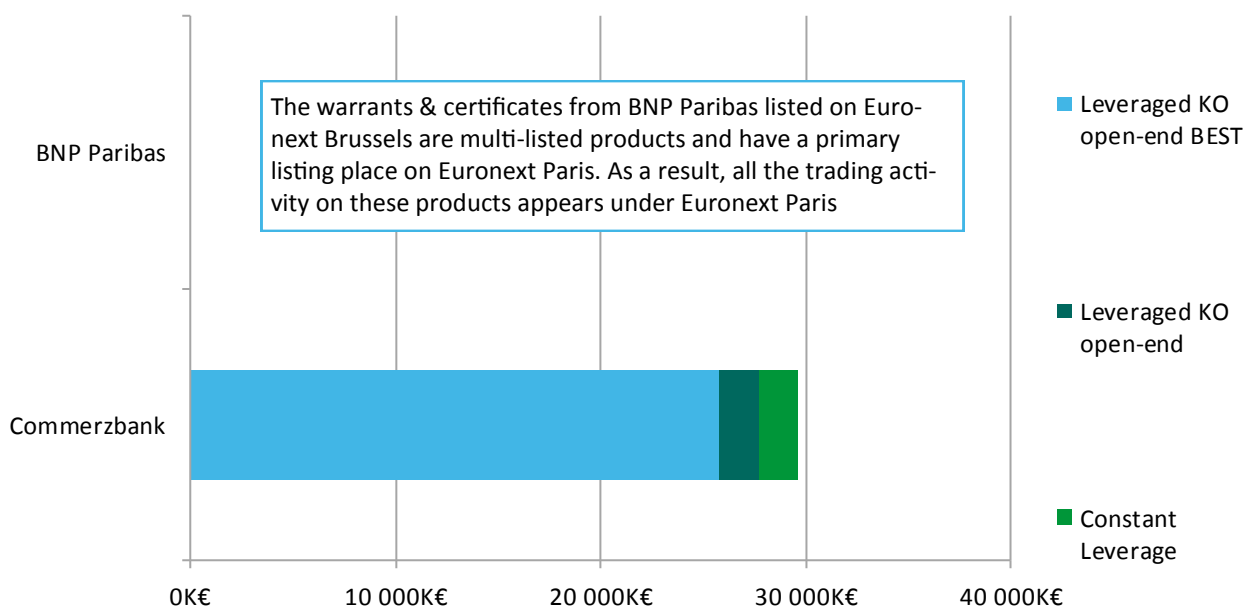 The warrants & certificates from BNP Paribas listed on Euro-
next Brussels are multi-listed products and have a primary
listing place on Euronext Paris. As a result, all the trading acti-
vity on these products appears under Euronext Paris
BNP Paribas
Commerzbank
0K€
10 000K€
20 000K€
30 000K€
40 000K€
Leveraged KO
open-end BEST
Leveraged KO
open-end
Constant
Leverage